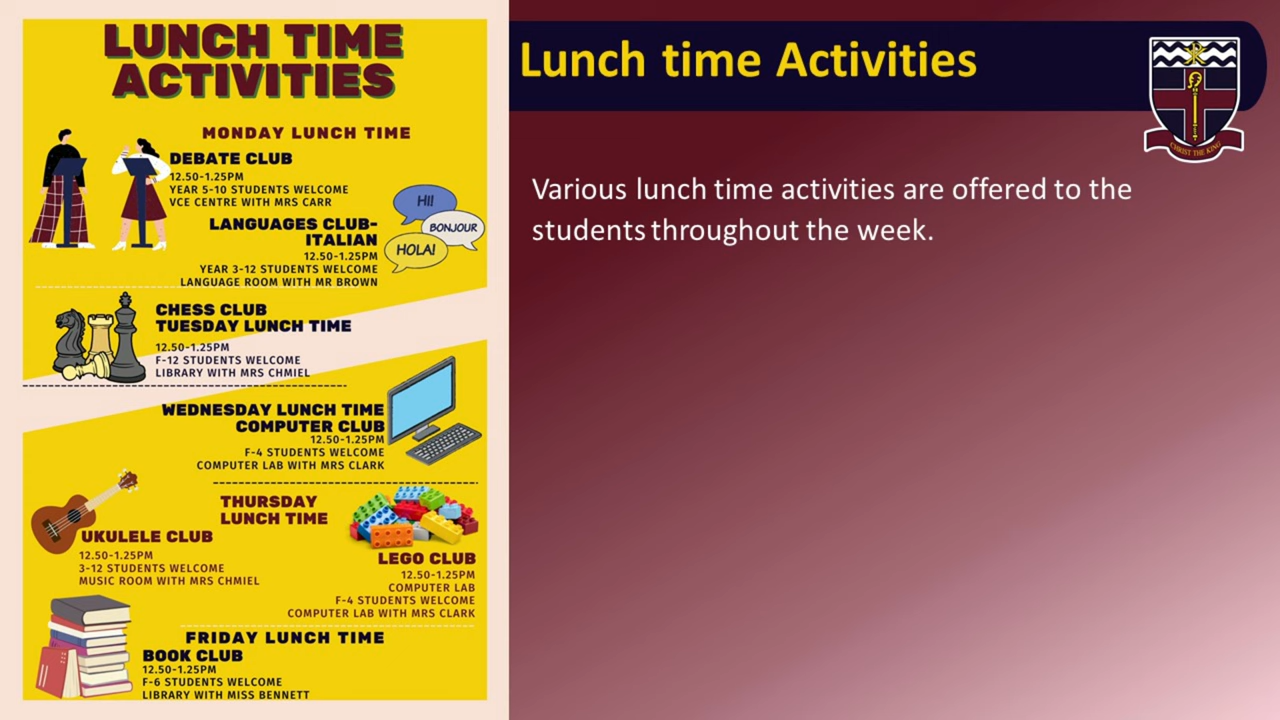 LUNCH TIME
ACTIVITIES
MONDAY LUNCH TIME
DEBATE CLUB
12.50-1.25PM
YEAR 5-10 STUDENTS WELCOME
VCE CENTRE WITH MRS CARR
LANGUAGES CLUB-
ITALIAN
12.50-1.25PM
YEAR 3-12 STUDENTS WELCOME
LANGUAGE ROOM WITH MR BROWN
HI!
BONJOUR
HOLA!
CHESS CLUB
TUESDAY LUNCH TIME
12.50-1.25PM
F-12 STUDENTS WELCOME
LIBRARY WITH MRS CHMIEL
WEDNESDAY LUNCH TIME
COMPUTER CLUB
12.50-1.25PM
F-4 STUDENTS WELCOME
COMPUTER LAB WITH MRS CLARK
THURSDAY
LUNCH TIME
UKULELE CLUB
12.50-1.25PM
3-12 STUDENTS WELCOME
MUSIC ROOM WITH MRS CHMIEL
LEGO CLUB
12.50-1.25PM
COMPUTER LAB
F-4 STUDENTS WELCOME
COMPUTER LAB WITH MRS CLARK
FRIDAY LUNCH TIME
BOOK CLUB
12.50-1.25PM
F-6 STUDENTS WELCOME
LIBRARY WITH MISS BENNETT
Lunch time Activities
CHRIST THE KING
Various lunch time activities are offered to the
students throughout the week.